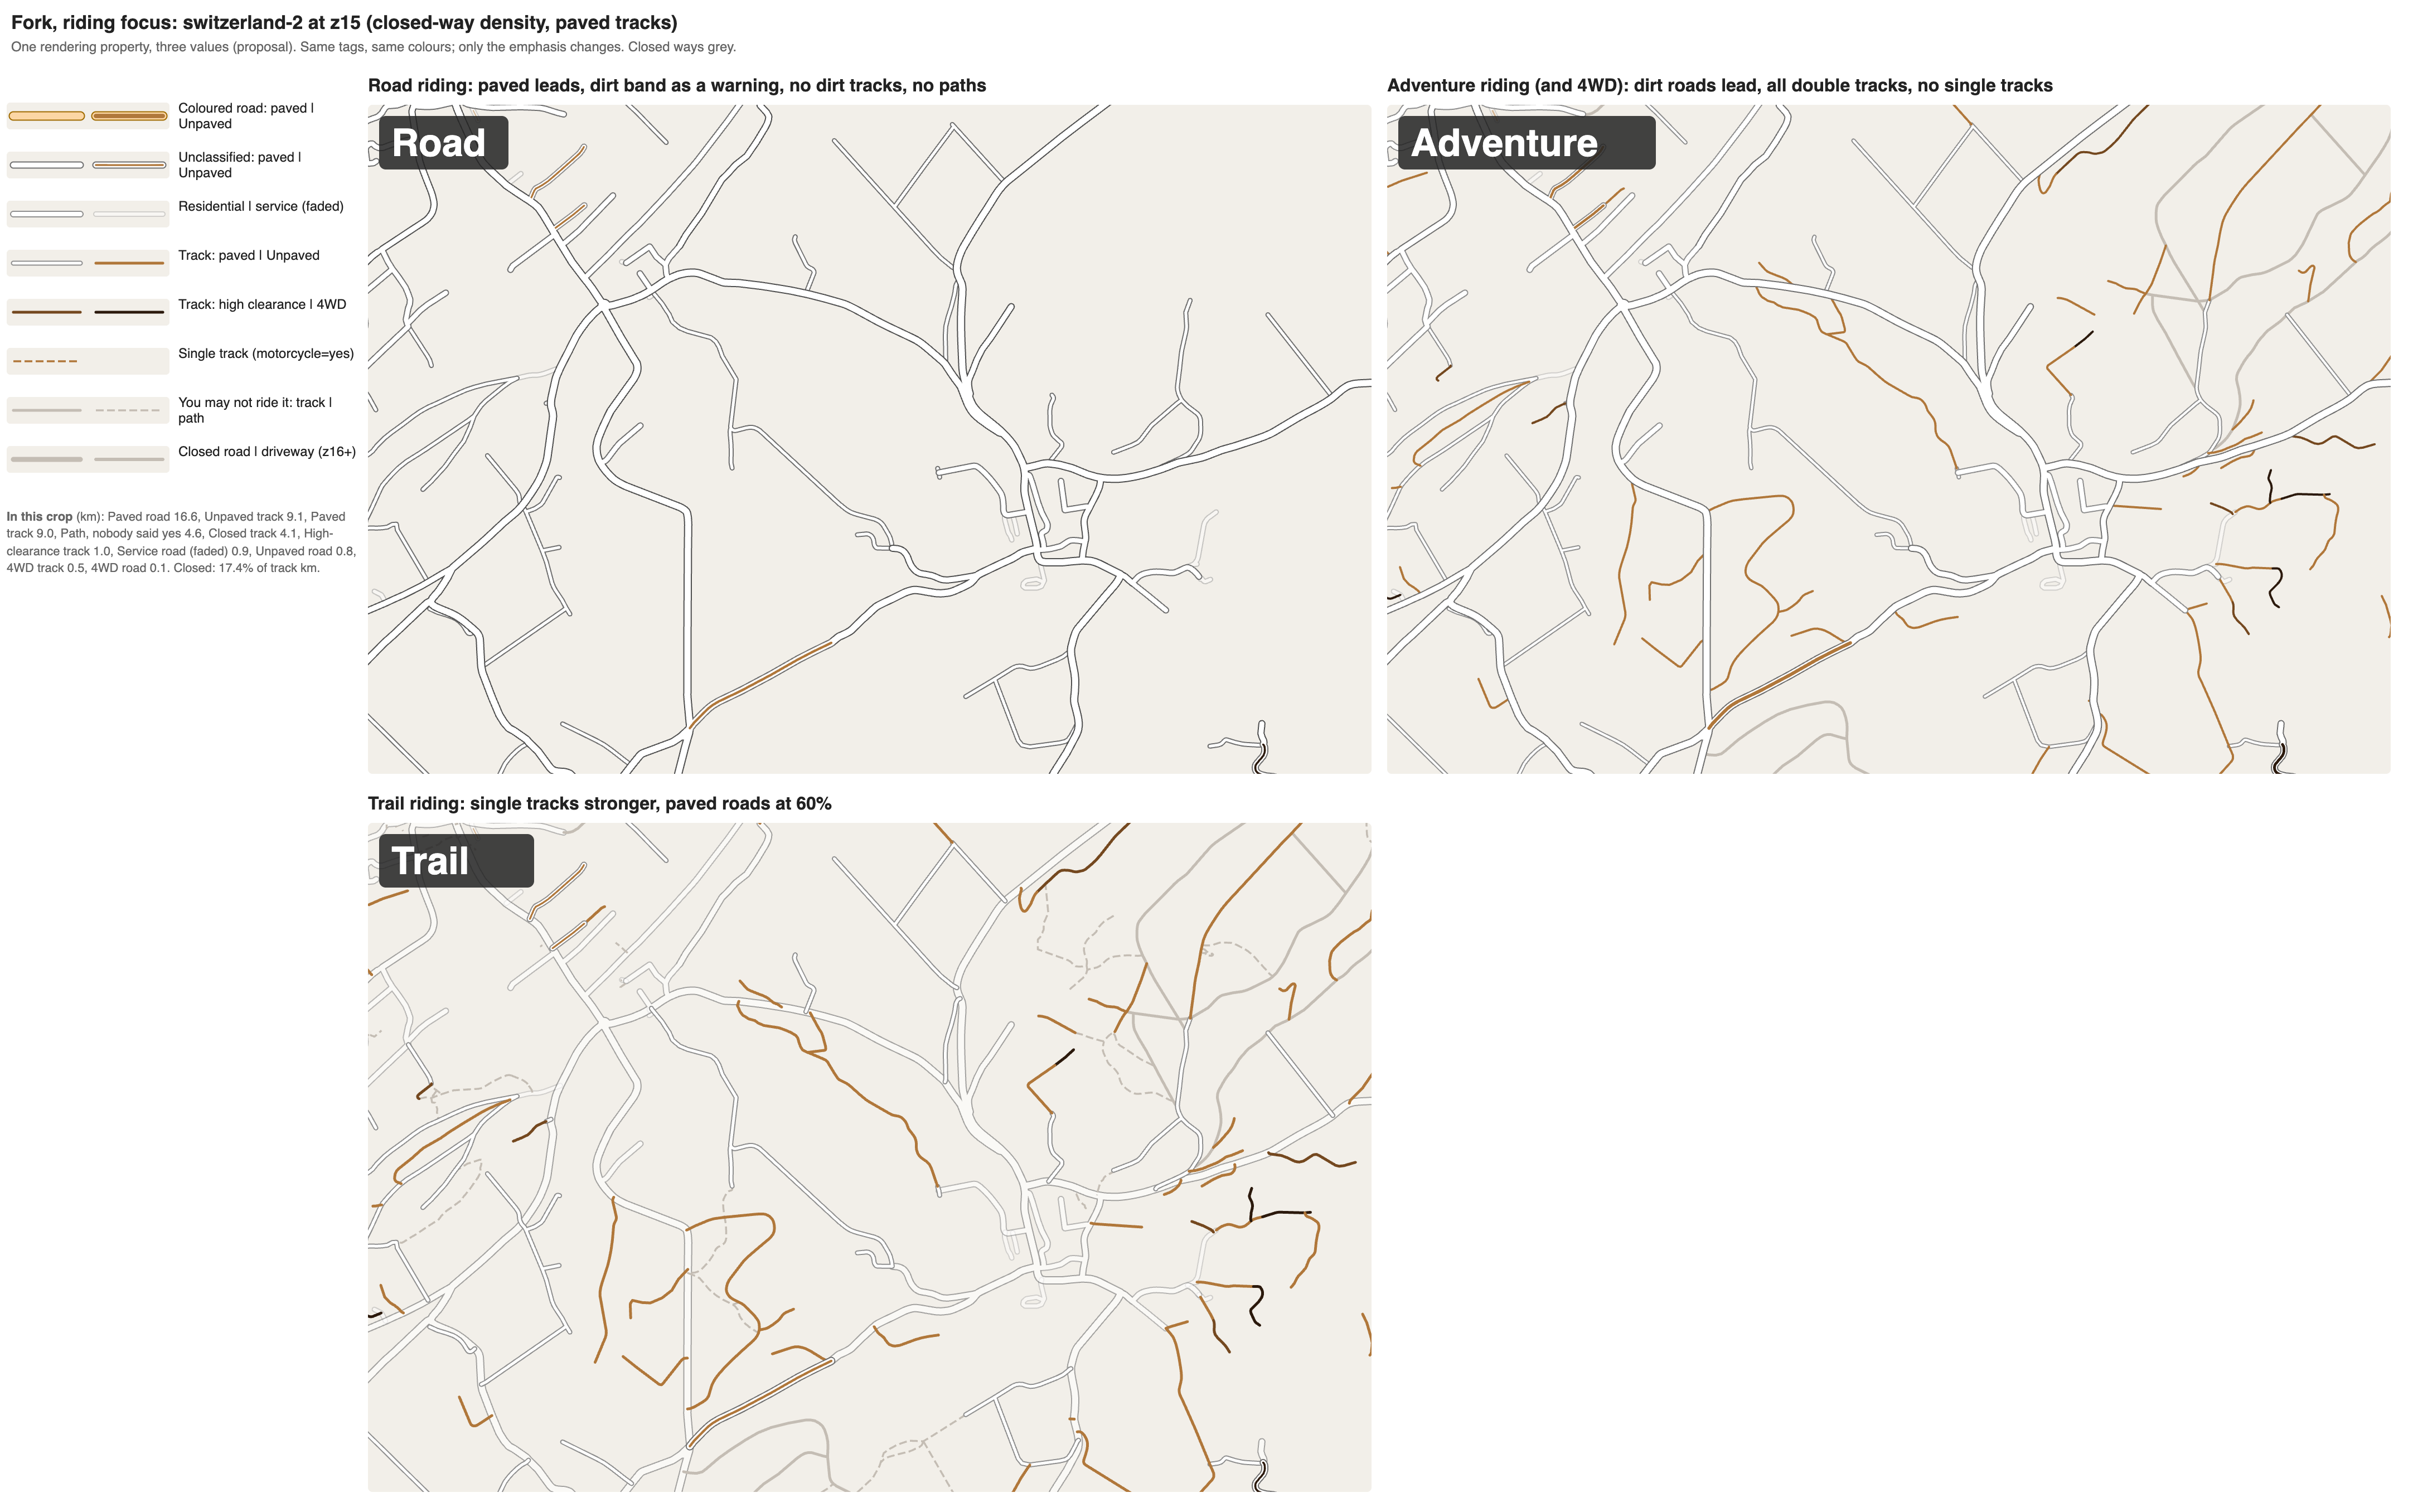 Fork, riding focus: switzerland-2 at z15 (closed-way density, paved tracks)
One rendering property, three values (proposal). Same tags, same colours; only the emphasis changes. Closed ways grey.
Coloured road: paved |
Unpaved
Unclassified: paved |
Unpaved
Residential | service (faded)
Track: paved | Unpaved
Track: high clearance | 4WD
Single track (motorcycle=yes)
You may not ride it: track |
path
Closed road | driveway (z16+)
In this crop (km): Paved road 16.6, Unpaved track 9.1, Paved
track 9.0, Path, nobody said yes 4.6, Closed track 4.1, High-
clearance track 1.0, Service road (faded) 0.9, Unpaved road 0.8,
4WD track 0.5, 4WD road 0.1. Closed: 17.4% of track km.
Road riding: paved leads, dirt band as a warning, no dirt tracks, no paths
Road
Adventure riding (and 4WD): dirt roads lead, all double tracks, no single tracks
Adventure
Trail riding: single tracks stronger, paved roads at 60%
Trail